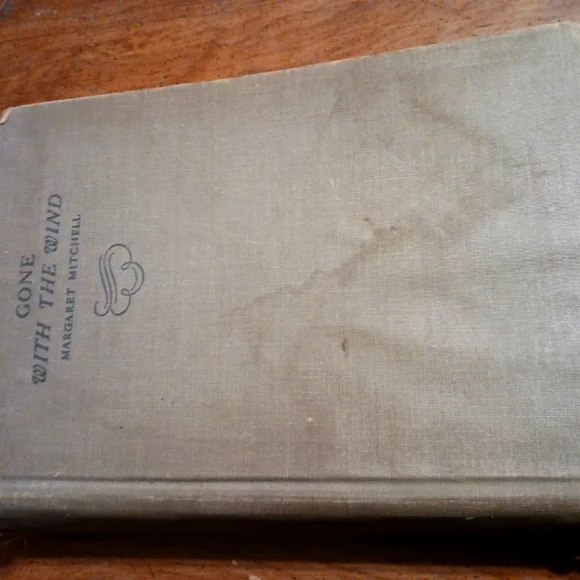 GONE
WITH THE WIND
MARGARET MITCHELL